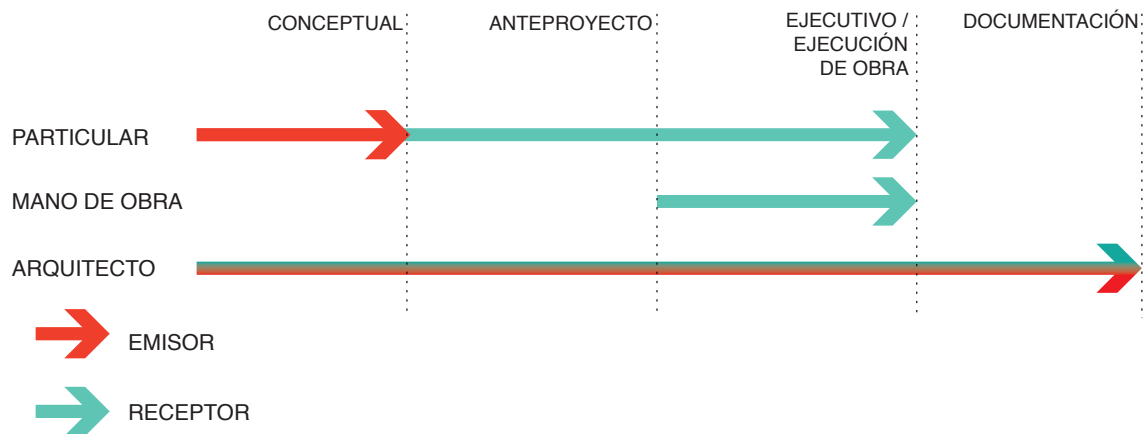 CONCEPTUAL
ANTEPROYECTO
EJECUTIVO /
EJECUCIÓN
DE OBRA
DOCUMENTACIÓN
PARTICULAR
MANO DE OBRA
ARQUITECTO
EMISOR
RECEPTOR